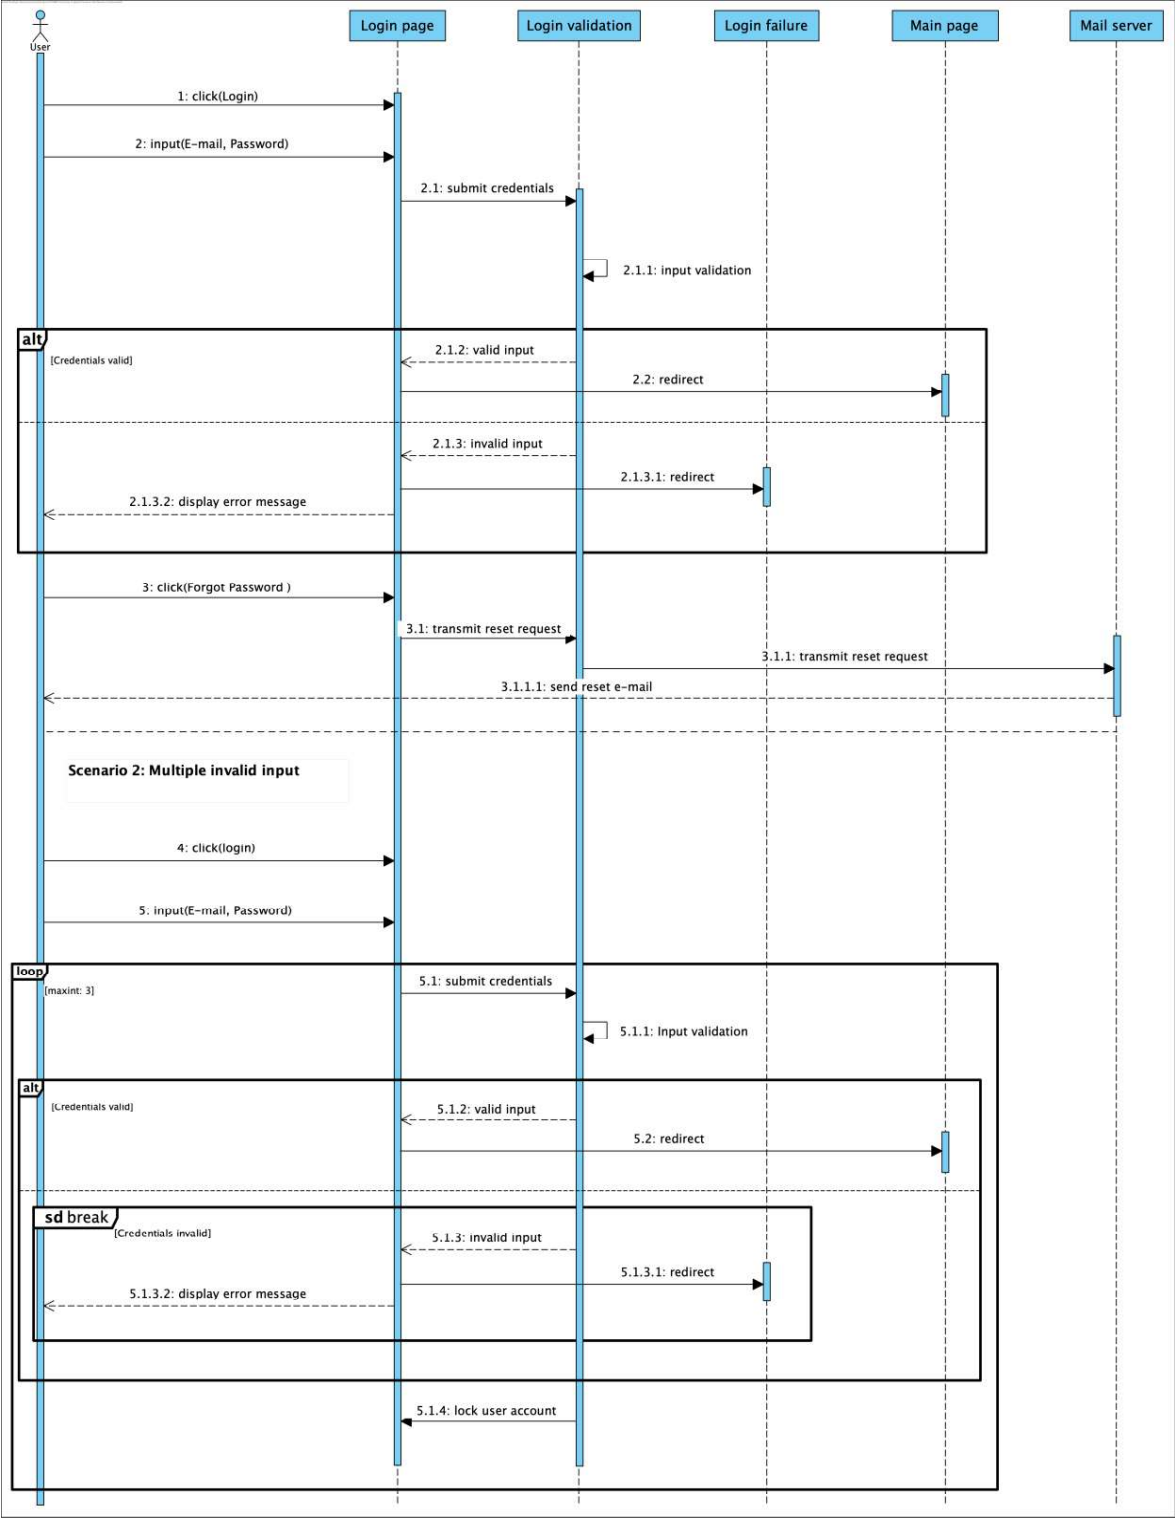 User
Login page
Login validation
Login failure
Main page
Mail server
1: click(Login)
2: input(E-mail, Password)
2.1: submit credentials
2.1.1: input validation
alt
[Credentials valid]
2.1.2: valid input
2.2: redirect
2.1.3: invalid input
2.1.3.1: redirect
2.1.3.2: display error message
3: click(Forgot Password )
3.1: transmit reset request
3.1.1: transmit reset request
3.1.1.1: send reset e-mail
Scenario 2: Multiple invalid input
4: click(login)
5: input(E-mail, Password)
loop
[maxint: 3]
5.1: submit credentials
5.1.1: Input validation
alt
[Credentials valid]
5.1.2: valid input
5.2: redirect
sd break
[Credentials invalid]
5.1.3: invalid input
5.1.3.1: redirect
5.1.3.2: display error message
5.1.4: lock user account